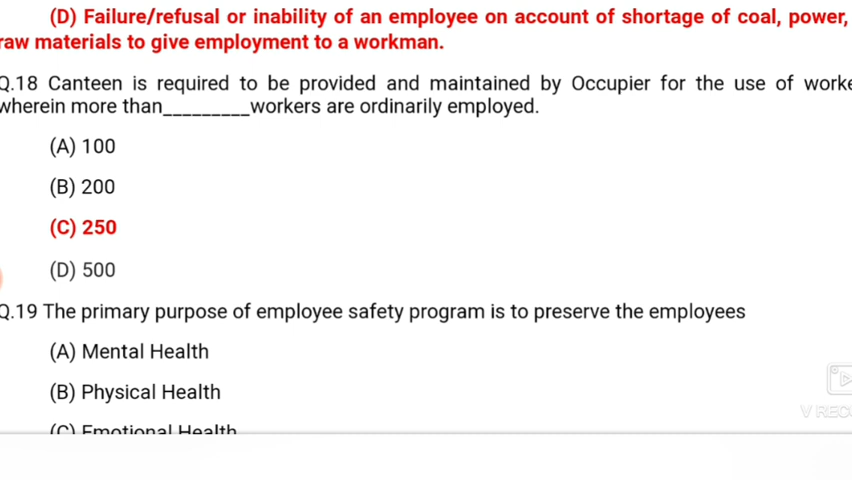 (D) Failure/refusal or inability of an employee on account of shortage of coal, power,
raw materials to give employment to a workman.
Q.18 Canteen is required to be provided and maintained by Occupier for the use of
wherein more than_________workers are ordinarily employed.
(A) 100
(B) 200
(C) 250
(D) 500
Q.19 The primary purpose of employee safety program is to preserve the employees
(A) Mental Health
(B) Physical Health
(C) Emotional Health
V REC